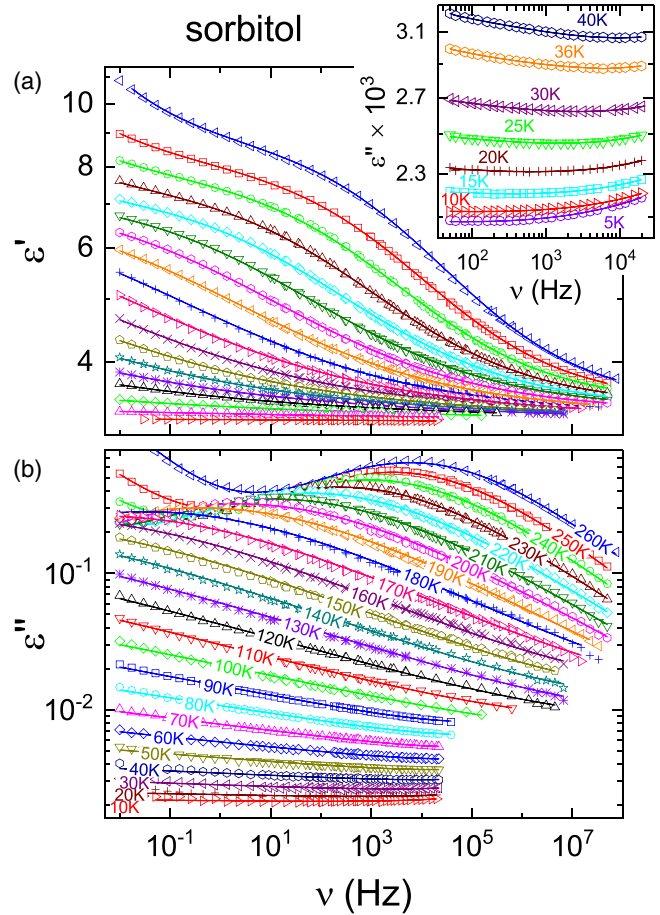 sorbitol
(a)
10
8
6
4
ε'
40K
36K
30K
25K
20K
15K
10K
5K
3.1
2.7
2.3
ε'' × 10³
10²
10³
10⁴
ν (Hz)
(b)
10⁻¹
10⁻²
ε''
260K
250K
240K
230K
220K
210K
200K
190K
180K
170K
160K
150K
140K
130K
120K
110K
100K
90K
80K
70K
60K
50K
40K
30K
20K
10K
10⁻¹
10¹
10³
10⁵
10⁷
ν (Hz)